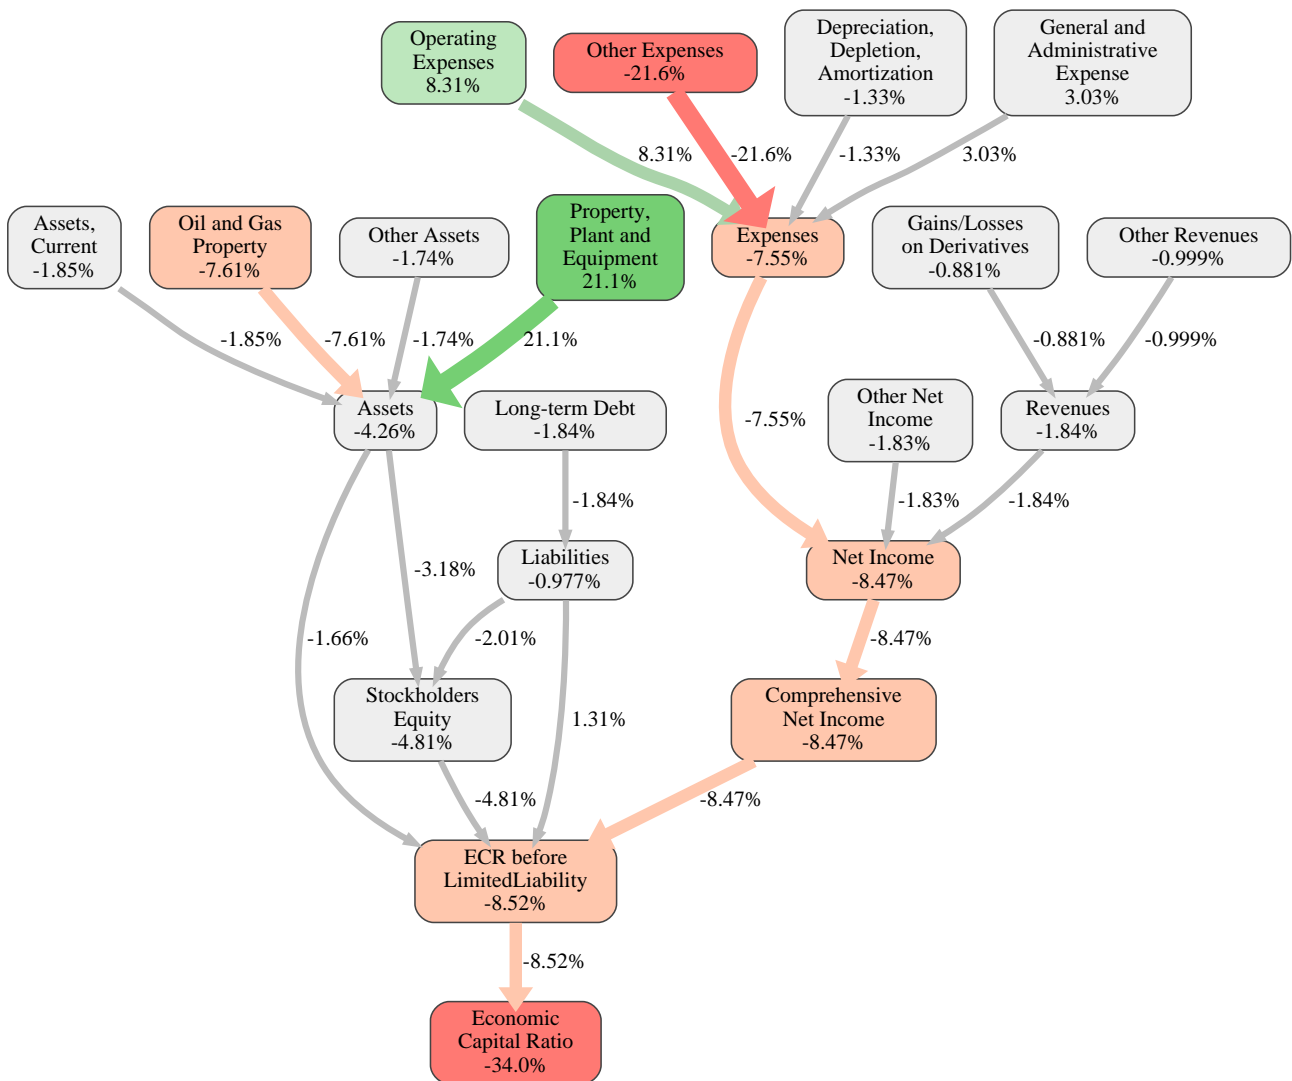 Operating
Expenses
8.31%
Other Expenses
-21.6%
Depreciation,
Depletion,
Amortization
-1.33%
General and
Administrative
Expense
3.03%
8.31%
-21.6%
-1.33%
3.03%
Assets,
Current
-1.85%
Oil and Gas
Property
-7.61%
Other Assets
-1.74%
Property,
Plant and
Equipment
21.1%
Expenses
-7.55%
Gains/Losses
on Derivatives
-0.881%
Other Revenues
-0.999%
-1.85%
-7.61%
-1.74%
21.1%
-0.881%
-0.999%
Assets
-4.26%
Long-term Debt
-1.84%
-7.55%
Other Net
Income
-1.83%
Revenues
-1.84%
-1.84%
-1.83%
-1.84%
-3.18%
Liabilities
-0.977%
Net Income
-8.47%
-1.66%
-2.01%
-8.47%
Stockholders
Equity
-4.81%
1.31%
Comprehensive
Net Income
-8.47%
-4.81%
-8.47%
ECR before
LimitedLiability
-8.52%
-8.52%
Economic
Capital Ratio
-34.0%